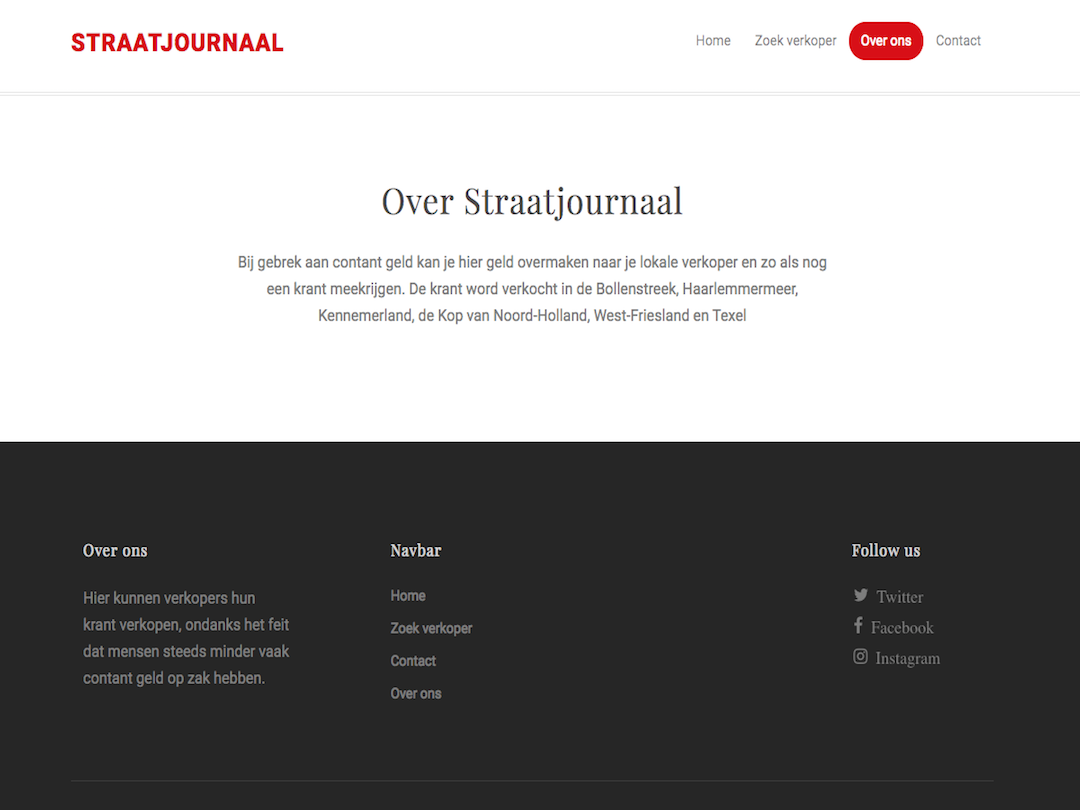 STRAATJOURNAAL
Home Zoek verkoper Over ons Contact
Over Straatjournaal
Bij gebrek aan contant geld kan je hier geld overmaken naar je lokale verkoper en zo als nog
een krant meekrijgen. De krant word verkocht in de Bollenstreek, Haarlemmermeer,
Kennemerland, de Kop van Noord-Holland, West-Friesland en Texel
Over ons
Hier kunnen verkopers hun
krant verkopen, ondanks het feit
dat mensen steeds minder vaak
contant geld op zak hebben.
Navbar
Home
Zoek verkoper
Contact
Over ons
Follow us
Twitter
Facebook
Instagram